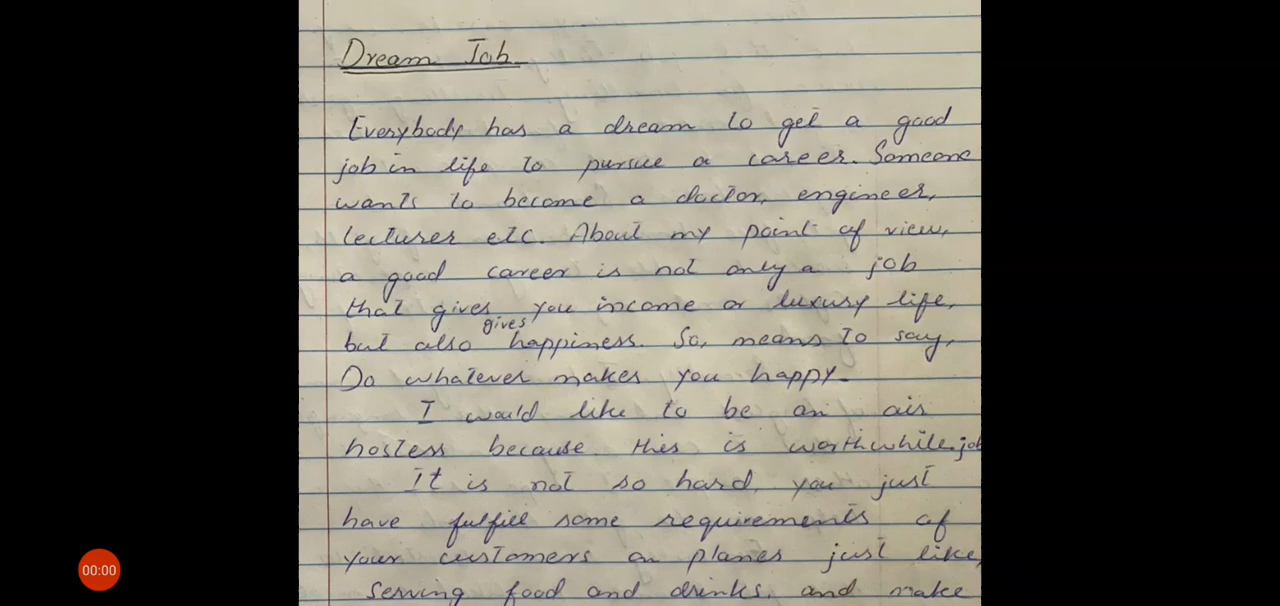 Dream Job
Everybody has a dream to get a good
job in life to pursue a career. Someone
wants to become a doctor, engineer,
lecturer etc. About my point of view,
a good career is not only a job
that gives you income or luxury life,
gives
but also happiness. So, means to say,
Do whatever makes you happy.
I would like to be an air
hostess because this is worthwhile job
It is not so hard, you just
have fulfill some requirements of
your customers on planes just like,
serving food and drinks, and make
00:00